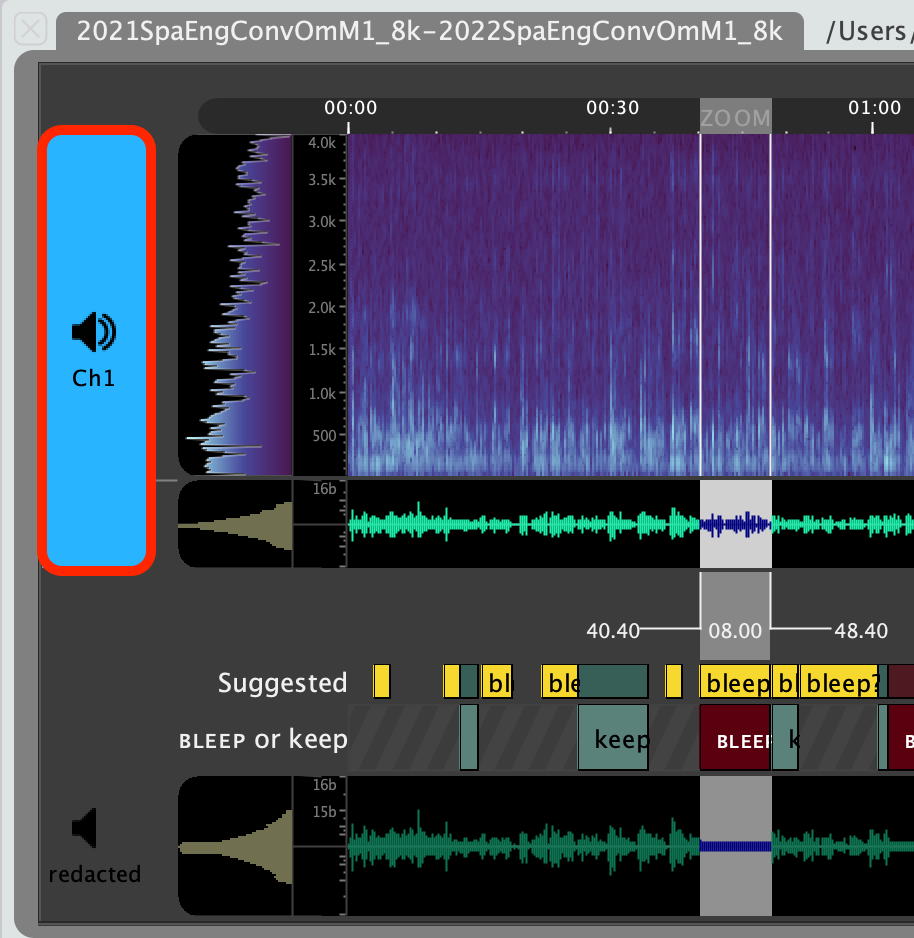 2021SpaEngConvOmM1_8k-2022SpaEngConvOmM1_8k /Users/
00:00 00:30 01:00
ZOOM
4.0k
3.5k
3.0k
2.5k
2.0k
1.5k
1.0k
500
Ch1
16b
40.40 08.00 48.40
Suggested bl ble bleep b bleep?
BLEEP or keep keep BLEEP k B
16b
15b
redacted